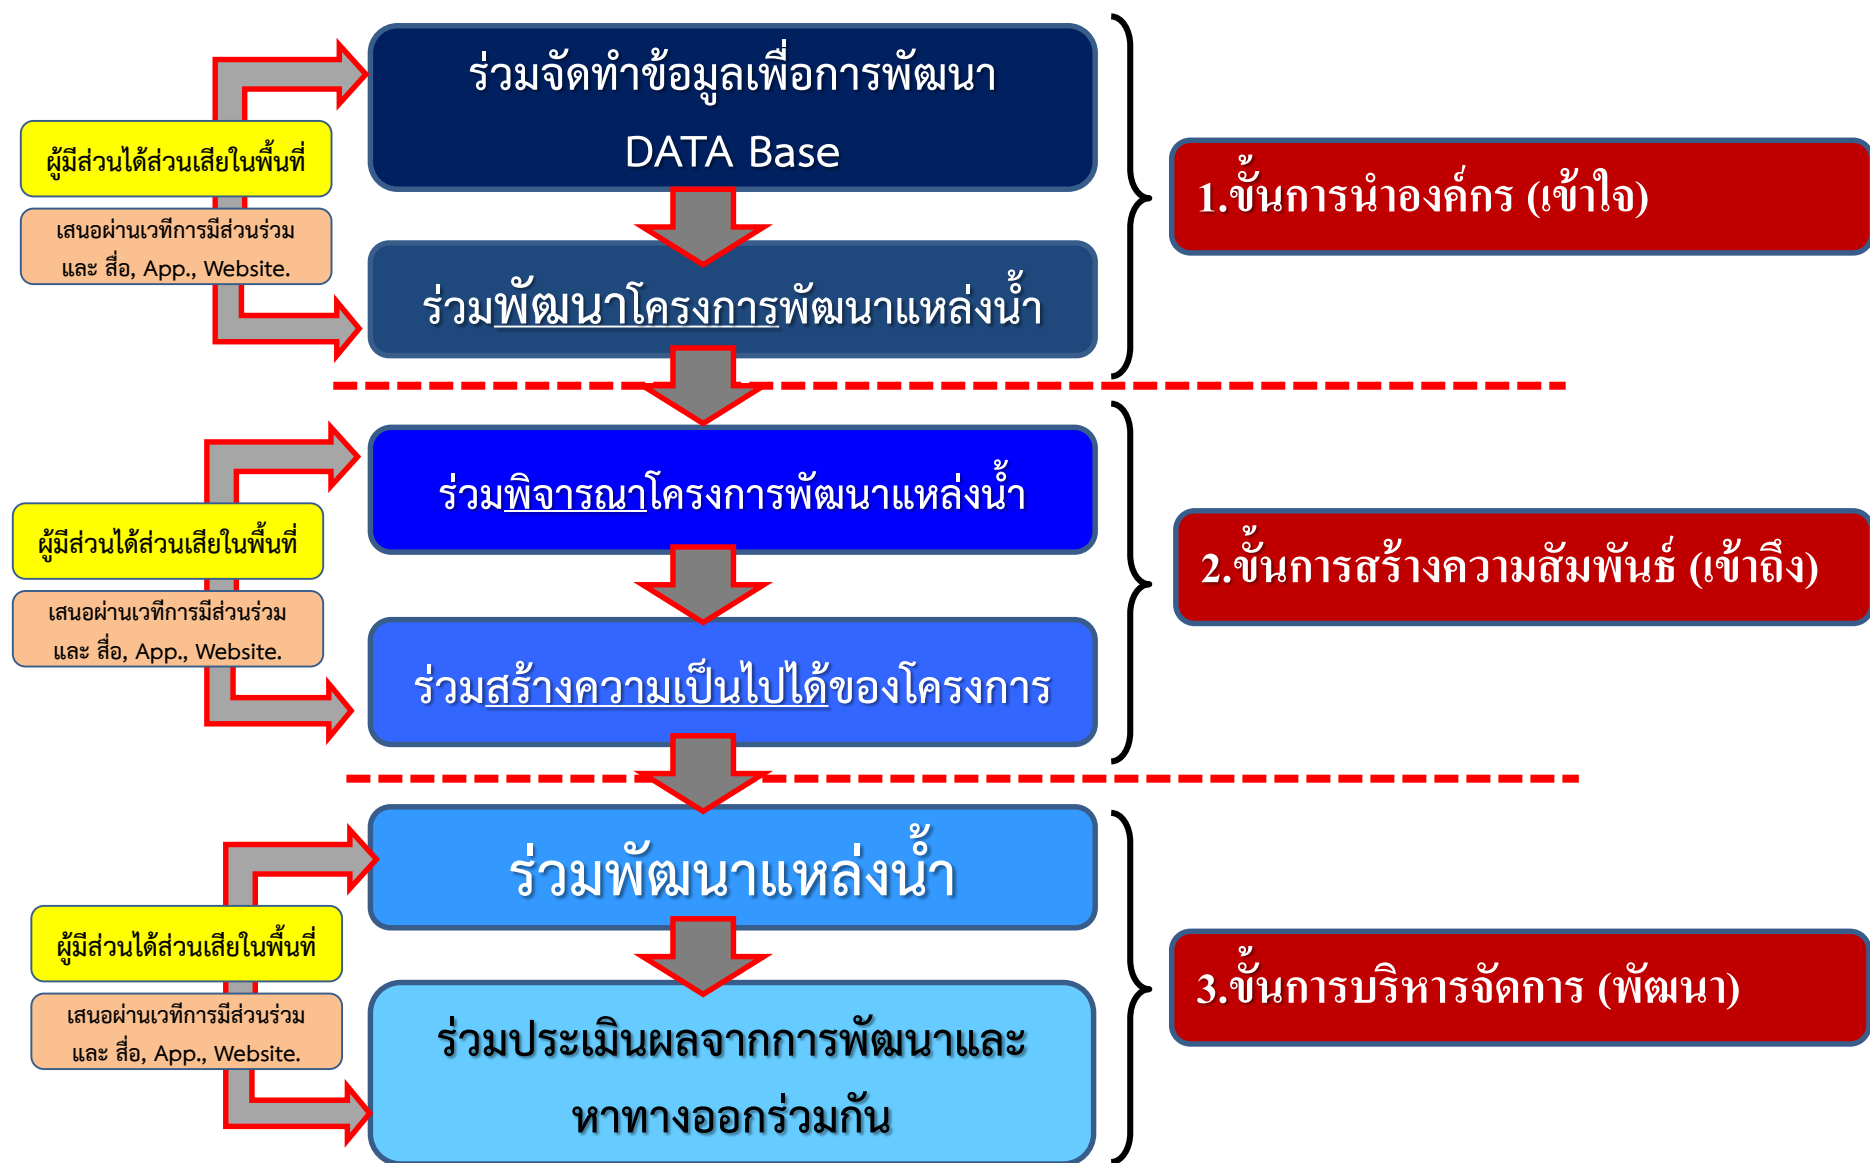 ร่วมจัดทำข้อมูลเพื่อการพัฒนา
DATA Base
ผู้มีส่วนได้ส่วนเสียในพื้นที่
เสนอผ่านเวทีการมีส่วนร่วม
และ สื่อ, App., Website.
ร่วมพัฒนาโครงการพัฒนาแหล่งน้ำ
1.ขั้นการนำองค์กร (เข้าใจ)
ร่วมพิจารณาโครงการพัฒนาแหล่งน้ำ
ผู้มีส่วนได้ส่วนเสียในพื้นที่
เสนอผ่านเวทีการมีส่วนร่วม
และ สื่อ, App., Website.
ร่วมสร้างความเป็นไปได้ของโครงการ
2.ขั้นการสร้างความสัมพันธ์ (เข้าถึง)
ร่วมพัฒนาแหล่งน้ำ
ผู้มีส่วนได้ส่วนเสียในพื้นที่
เสนอผ่านเวทีการมีส่วนร่วม
และ สื่อ, App., Website.
ร่วมประเมินผลจากการพัฒนาและ
หาทางออกร่วมกัน
3.ขั้นการบริหารจัดการ (พัฒนา)